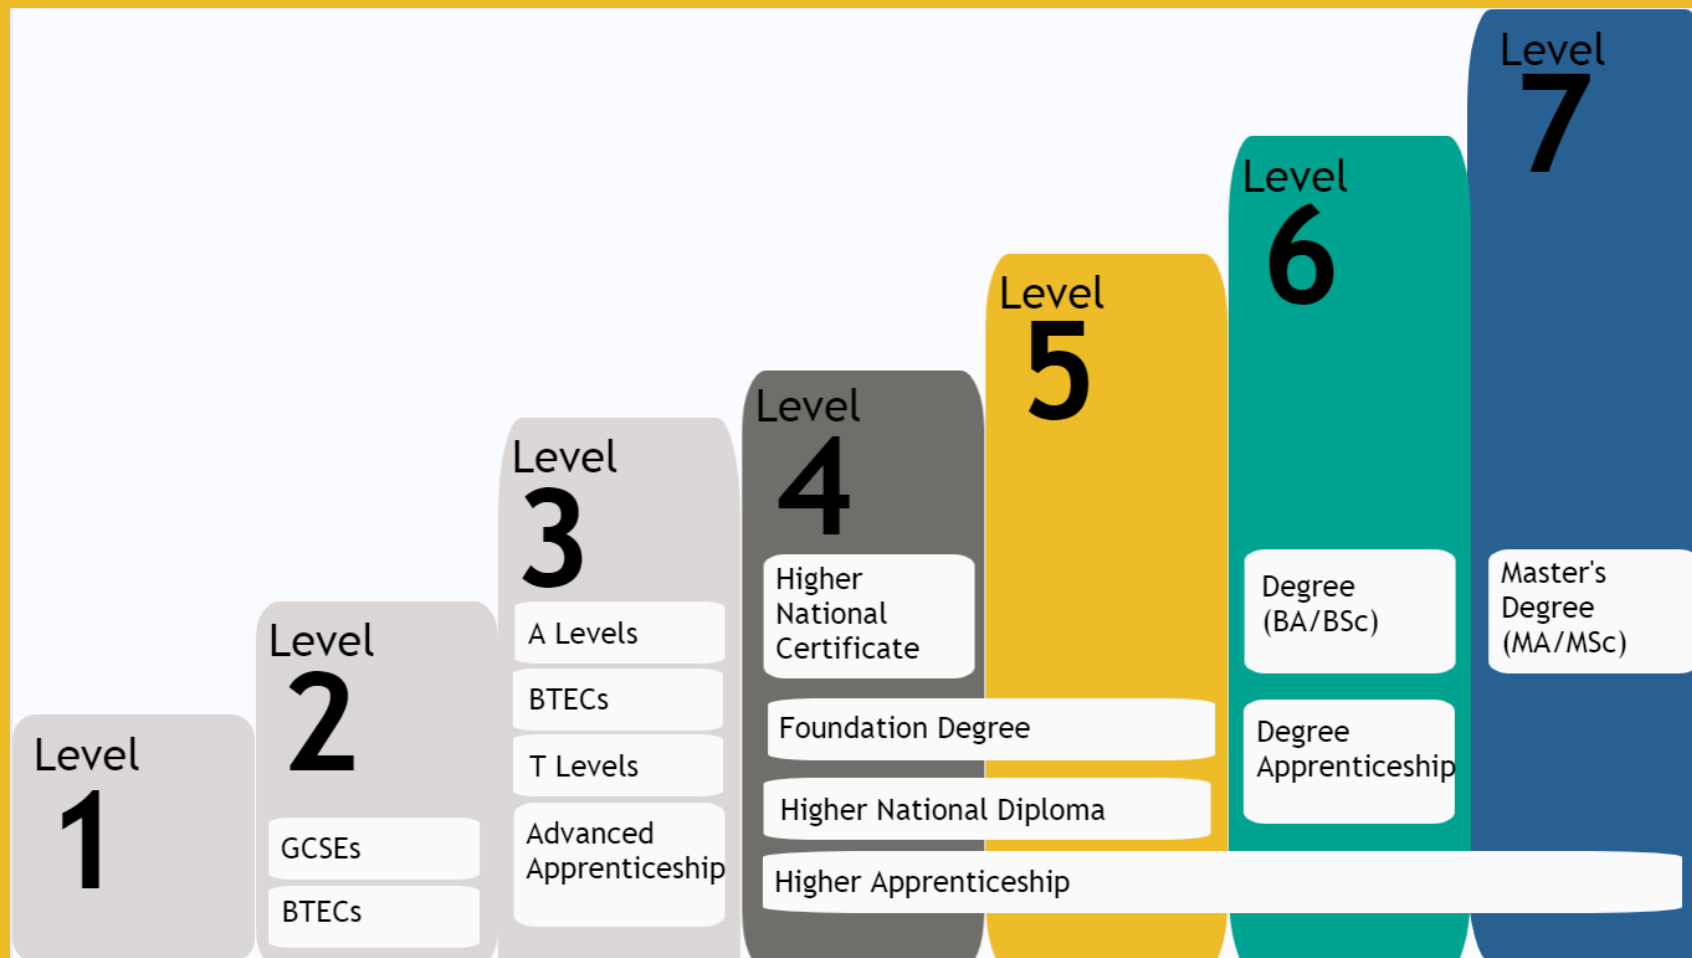 Level
1
Level
2
GCSEs
BTECs
Level
3
A Levels
BTECs
T Levels
Advanced
Apprenticeship
Level
4
Higher
National
Certificate
Foundation Degree
Higher National Diploma
Higher Apprenticeship
Level
5
Level
6
Degree
(BA/BSc)
Degree
Apprenticeship
Level
7
Master's
Degree
(MA/MSc)